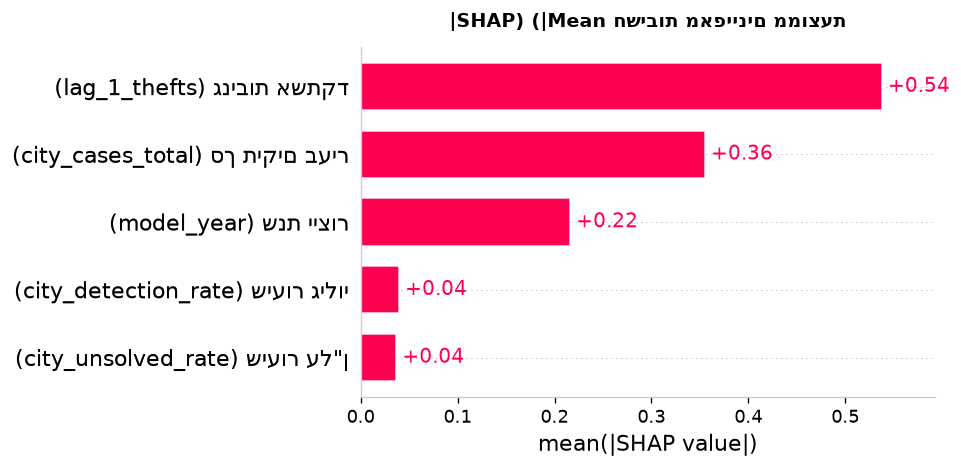 |SHAP) (|Mean תעצוממ םינייפאמ תובישח
(lag_1_thefts) דקתשא תובינג
(city_cases_total) ריעב םיקית ךס
(model_year) רוציי תנש
(city_detection_rate) יוליג רועיש
(city_unsolved_rate) ן"לע רועיש
+0.54
+0.36
+0.22
+0.04
+0.04
0.0 0.1 0.2 0.3 0.4 0.5
mean(|SHAP value|)